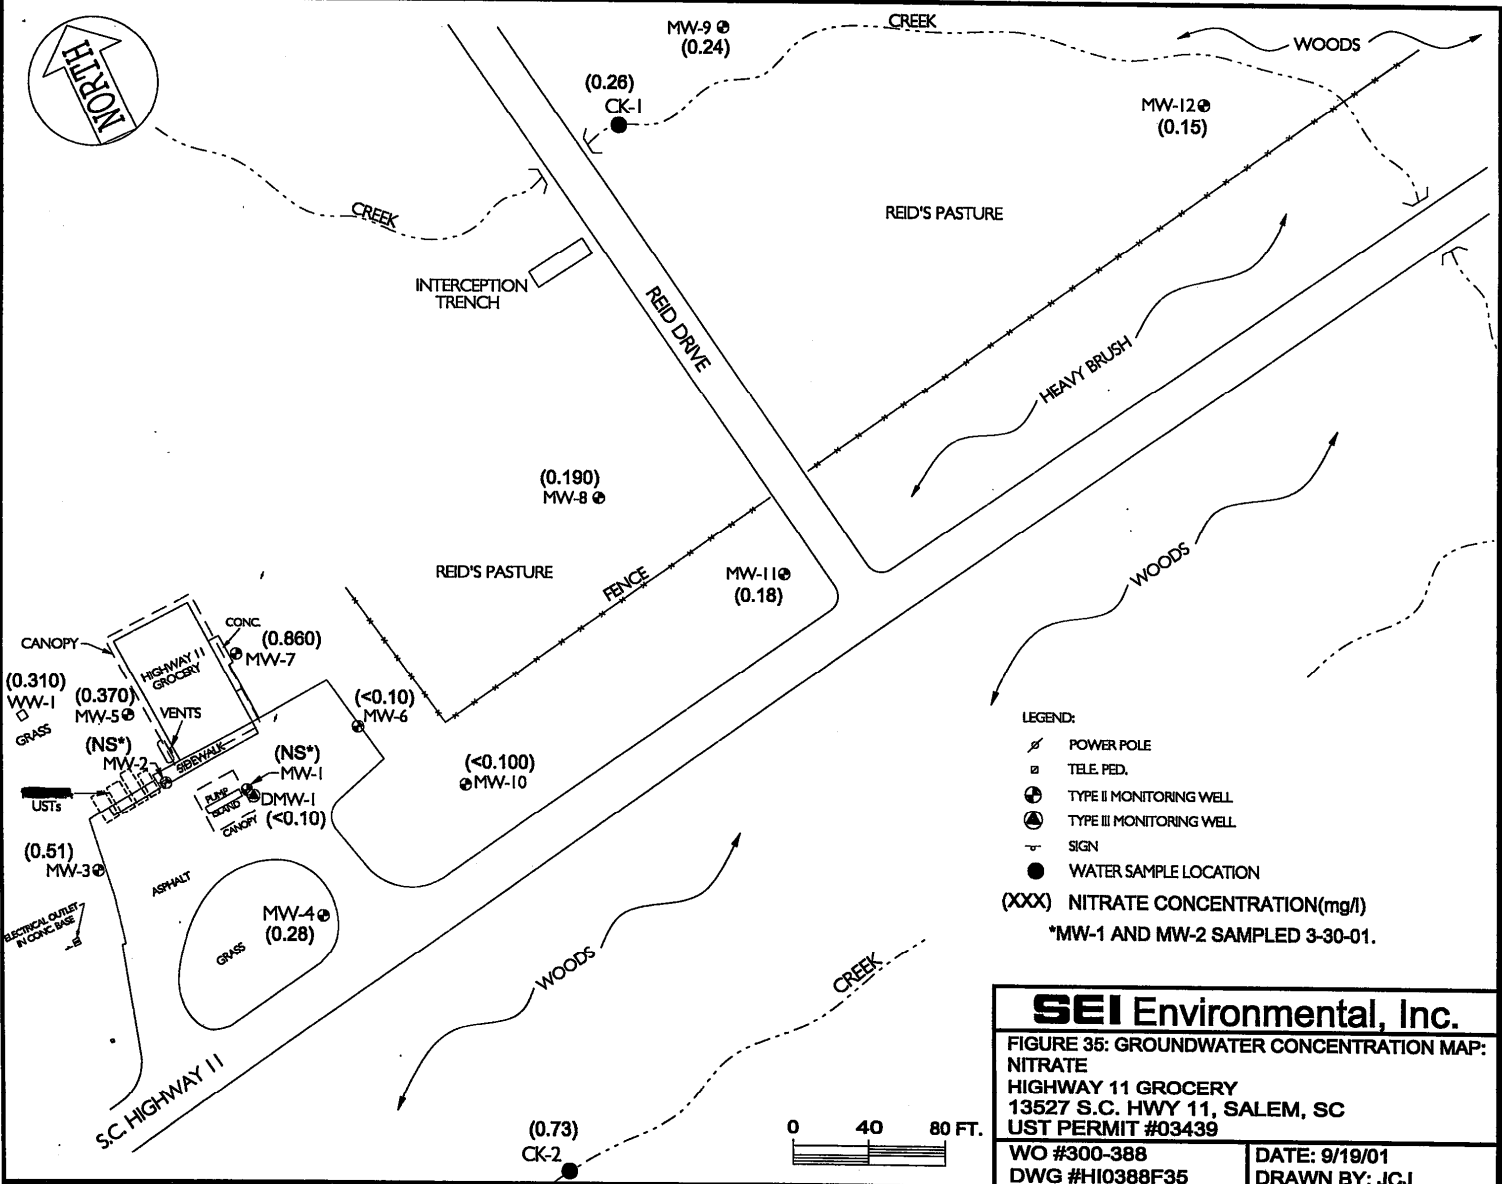 NORTH
MW-9
(0.24)
CREEK
WOODS
(0.26)
CK-1
MW-12
(0.15)
CREEK
REID'S PASTURE
INTERCEPTION
TRENCH
REID DRIVE
HEAVY BRUSH
(0.190)
MW-8
REID'S PASTURE
FENCE
MW-11
(0.18)
WOODS
CANOPY
CONC.
(0.860)
MW-7
HIGHWAY 11
GROCERY
(0.310)
WW-1
GRASS
(0.370)
MW-5
VENTS
(<0.10)
MW-6
(NS*)
MW-2
SIDEWALK
(NS*)
MW-1
(<0.100)
MW-10
USTs
PUMP
ISLAND
DMW-1
(<0.10)
CANOPY
(0.51)
MW-3
ASPHALT
ELECTRICAL OUTLET
IN CONC. BASE
MW-4
(0.28)
GRASS
WOODS
CREEK
S.C. HIGHWAY 11
(0.73)
CK-2
0 40 80 FT.
LEGEND:
POWER POLE
TELE. PED.
TYPE II MONITORING WELL
TYPE III MONITORING WELL
SIGN
WATER SAMPLE LOCATION
(XXX) NITRATE CONCENTRATION(mg/l)
*MW-1 AND MW-2 SAMPLED 3-30-01.
SEI Environmental, Inc.
FIGURE 35: GROUNDWATER CONCENTRATION MAP:
NITRATE
HIGHWAY 11 GROCERY
13527 S.C. HWY 11, SALEM, SC
UST PERMIT #03439
WO #300-388
DWG #HI0388F35
DATE: 9/19/01
DRAWN BY: JCJ